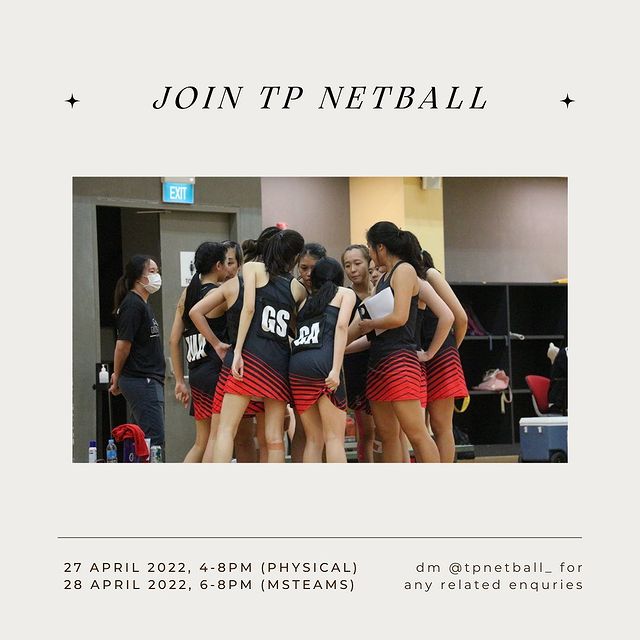 JOIN TP NETBALL
EXIT
GS
GA
27 APRIL 2022, 4-8PM (PHYSICAL)
28 APRIL 2022, 6-8PM (MSTEAMS)
dm @tpnetball_ for
any related enquries